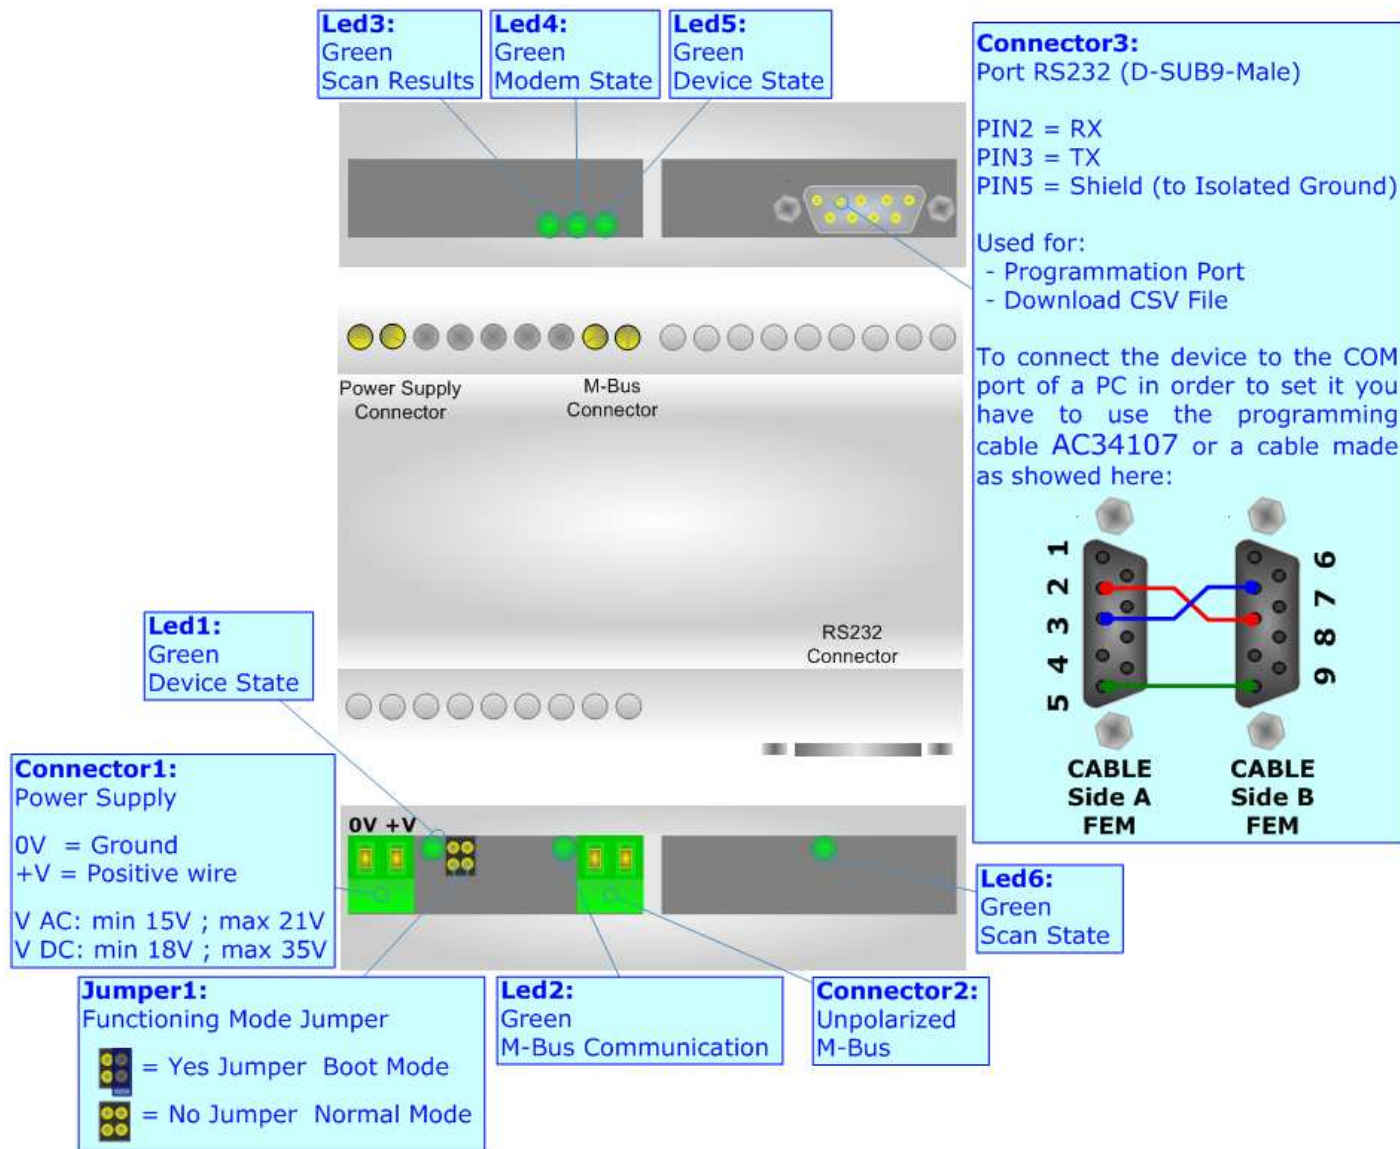 Led3:
Green
Scan Results
Led4:
Green
Modem State
Led5:
Green
Device State
Connector3:
Port RS232 (D-SUB9-Male)
PIN2 = RX
PIN3 = TX
PIN5 = Shield (to Isolated Ground)
Used for:
- Programmation Port
- Download CSV File
To connect the device to the COM
port of a PC in order to set it you
have to use the programming
cable AC34107 or a cable made
as showed here:
1
2
3
4
5
6
7
8
9
CABLE
Side A
FEM
CABLE
Side B
FEM
Power Supply
Connector
M-Bus
Connector
RS232
Connector
Led1:
Green
Device State
Connector1:
Power Supply
0V = Ground
+V = Positive wire
V AC: min 15V ; max 21V
V DC: min 18V ; max 35V
0V +V
Led6:
Green
Scan State
Jumper1:
Functioning Mode Jumper
= Yes Jumper Boot Mode
= No Jumper Normal Mode
Led2:
Green
M-Bus Communication
Connector2:
Unpolarized
M-Bus